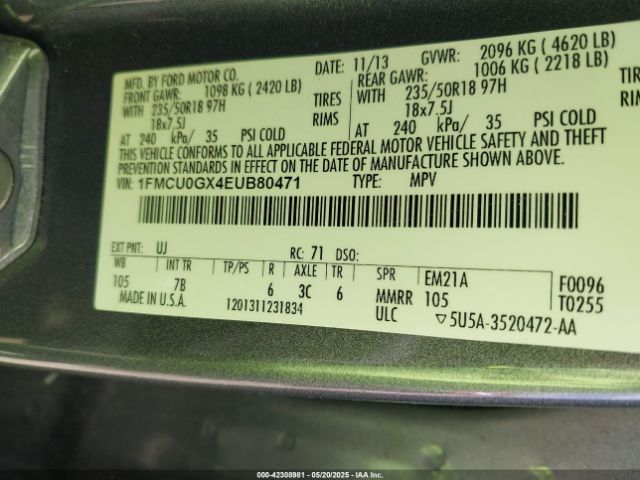 MFD. BY FORD MOTOR CO. DATE: 11/13 GVWR: 2096 KG ( 4620 LB)
FRONT GAWR: 1098 KG ( 2420 LB) REAR GAWR: 1006 KG ( 2218 LB)
WITH 235/50R18 97H TIRES WITH 235/50R18 97H TIRES
18x7.5J RIMS 18x7.5J RIMS
AT 240 kPa/ 35 PSI COLD AT 240 kPa/ 35 PSI COLD
THIS VEHICLE CONFORMS TO ALL APPLICABLE FEDERAL MOTOR VEHICLE SAFETY AND THEFT
PREVENTION STANDARDS IN EFFECT ON THE DATE OF MANUFACTURE SHOWN ABOVE.
VIN: 1FMCU0GX4EUB80471 TYPE: MPV
EXT PNT: UJ RC: 71 DSO:
WB INT TR TP/PS R AXLE TR SPR EM21A F0096
105 7B 6 3C 6 MMRR 105 T0255
MADE IN U.S.A. 1201311231834 ULC ▽5U5A-3520472-AA
000-42308981 — 05/20/2025 — IAA Inc.